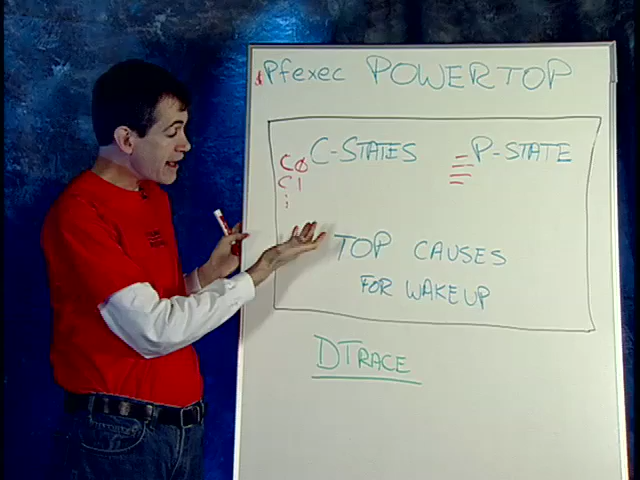 $ Pfexec POWERTOP
C-STATES P-STATE
C0
C1
⋮
TOP CAUSES
FOR WAKEUP
DTRACE